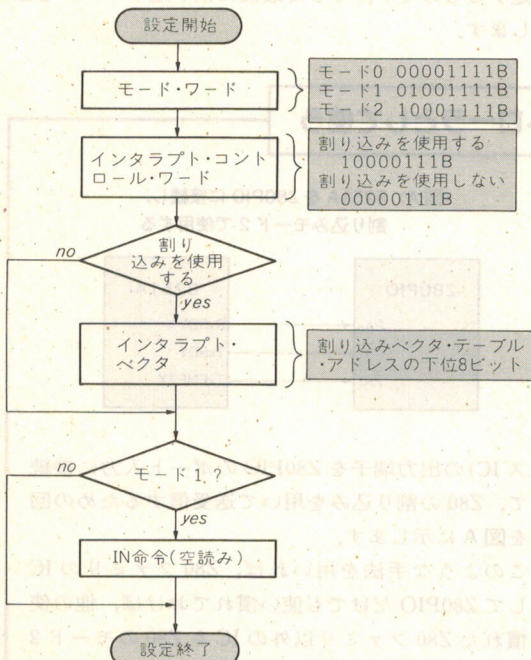 設定開始
モード・ワード
モード0 00001111B
モード1 01001111B
モード2 10001111B
インタラプト・コント
ロール・ワード
割り込みを使用する
10000111B
割り込みを使用しない
00000111B
割り
込みを使用
する
no
yes
インタラプト・
ベクタ
割り込みベクタ・テーブル
・アドレスの下位8ビット
モード1,?
no
yes
IN命令(空読み)
設定終了